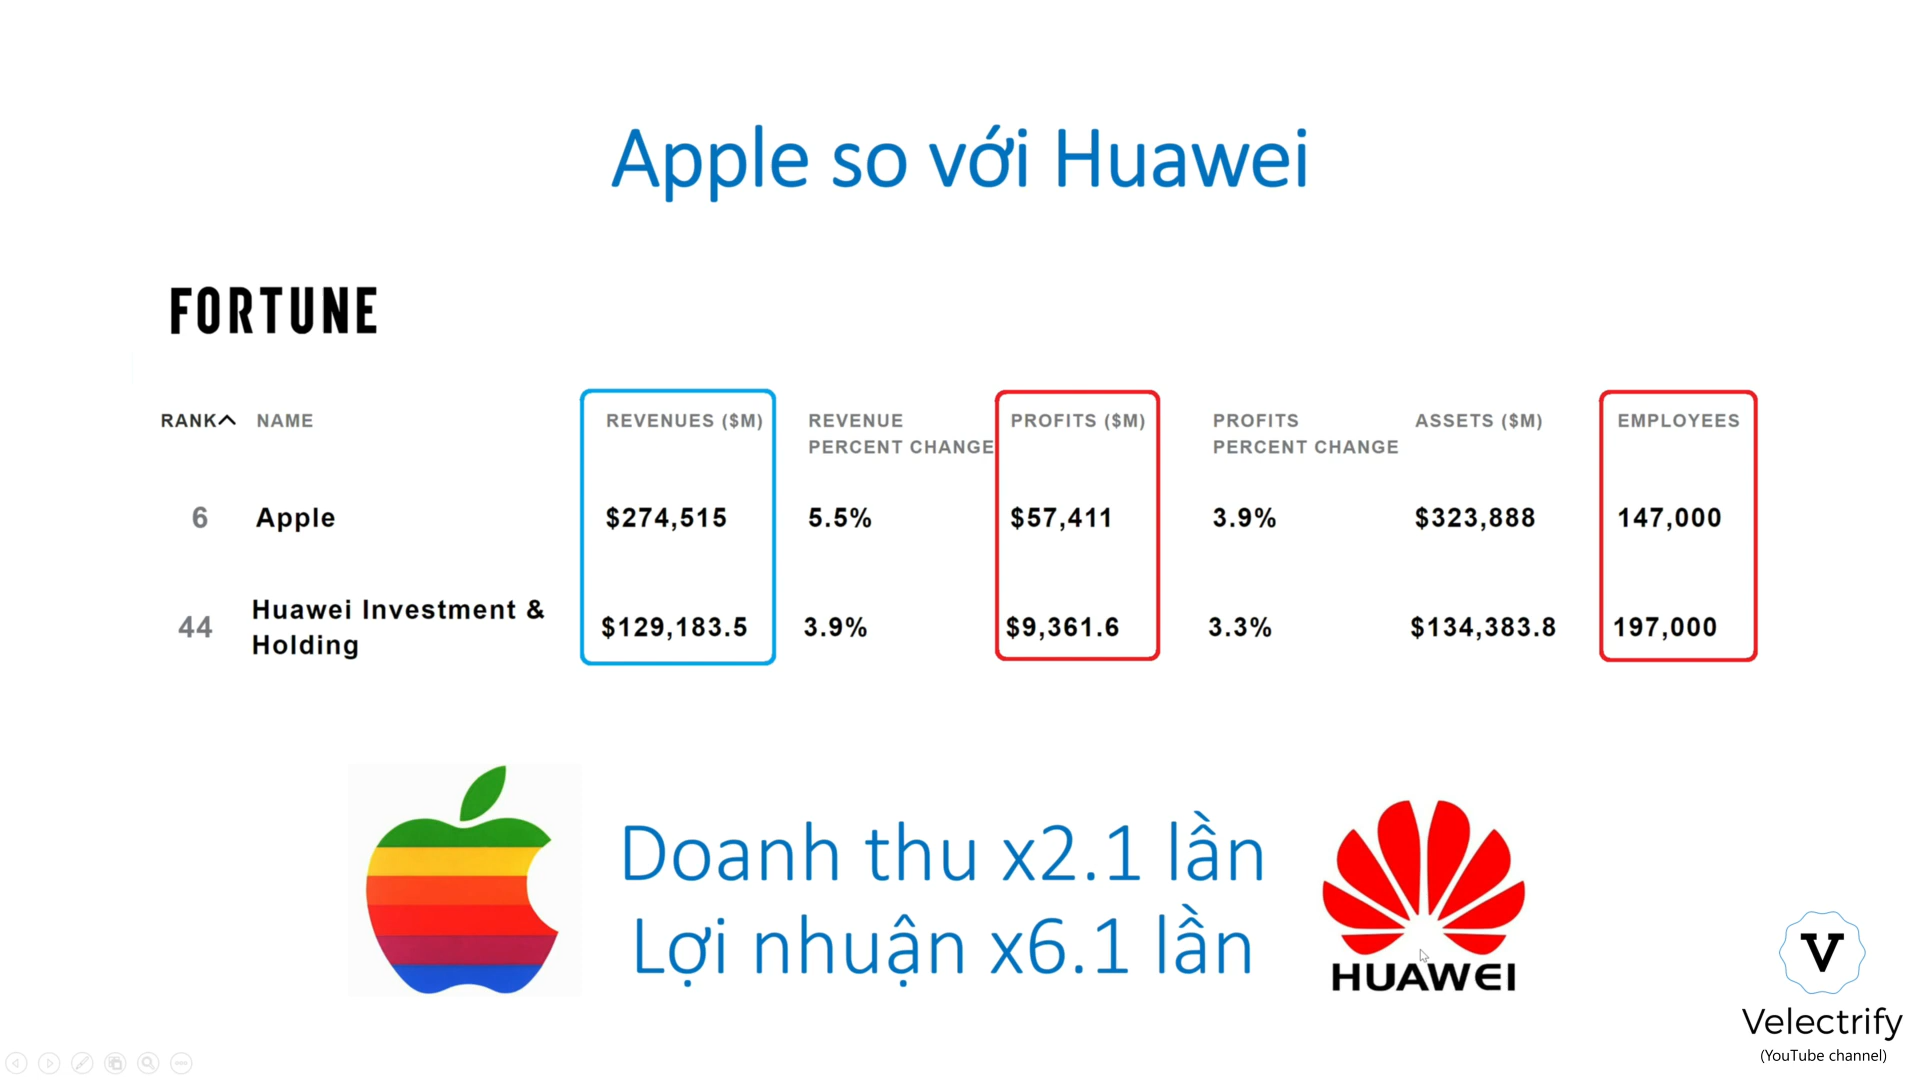 Apple so với Huawei
FORTUNE
RANK NAME REVENUES ($M) REVENUE PERCENT CHANGE PROFITS ($M) PROFITS PERCENT CHANGE ASSETS ($M) EMPLOYEES
6 Apple $274,515 5.5% $57,411 3.9% $323,888 147,000
44 Huawei Investment & Holding $129,183.5 3.9% $9,361.6 3.3% $134,383.8 197,000
Doanh thu x2.1 lần
Lợi nhuận x6.1 lần
HUAWEI
V
Velectrify
(YouTube channel)